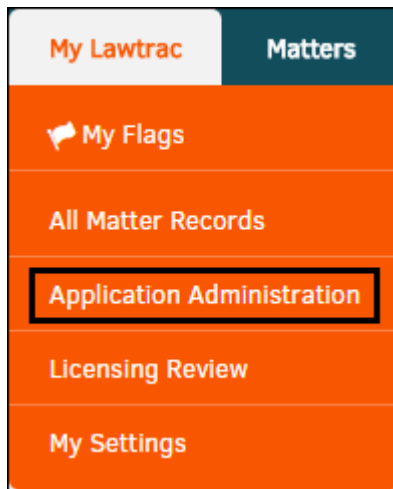 My Lawtrac Matters
My Flags
All Matter Records
Application Administration
Licensing Review
My Settings